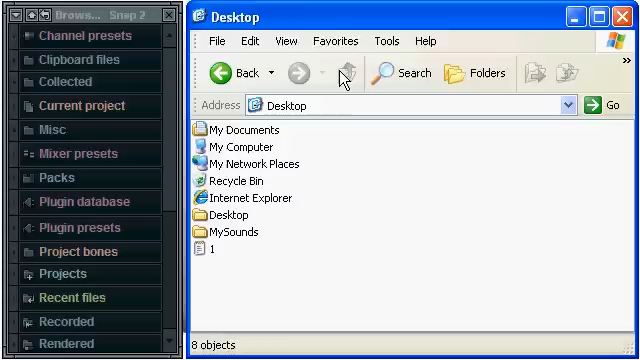 Brows... Snap 2
Channel presets
Clipboard files
Collected
Current project
Misc
Mixer presets
Packs
Plugin database
Plugin presets
Project bones
Projects
Recent files
Recorded
Rendered
Desktop
File Edit View Favorites Tools Help
Back Search Folders
Address Desktop Go
My Documents
My Computer
My Network Places
Recycle Bin
Internet Explorer
Desktop
MySounds
1
8 objects